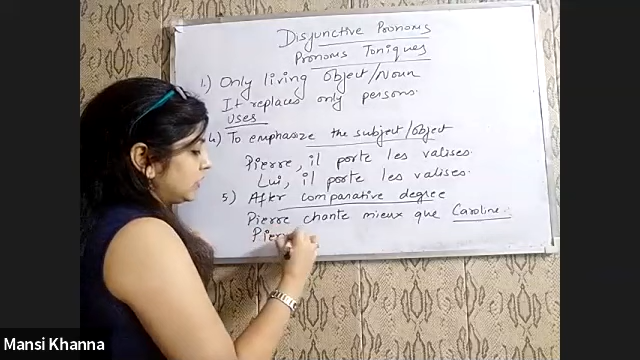 Disjunctive Pronoms
Pronoms Toniques
1.) Only living Object/Noun
It replaces only persons.
uses
4.) To emphasize the subject/object
Pierre, il porte les valises.
Lui, il porte les valises.
5) After comparative degree
Pierre chante mieux que Caroline.
Pierr
Mansi Khanna